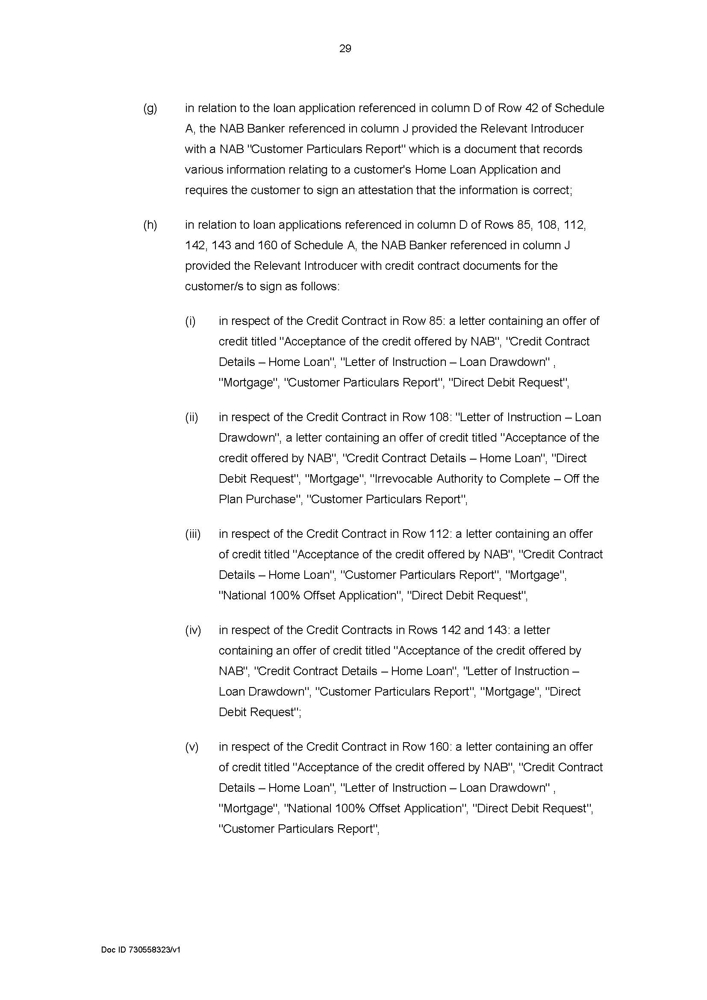 29
(g) in relation to the loan application referenced in column D of Row 42 of Schedule
A, the NAB Banker referenced in column J provided the Relevant Introducer
with a NAB "Customer Particulars Report" which is a document that records
various information relating to a customer's Home Loan Application and
requires the customer to sign an attestation that the information is correct;
(h) in relation to loan applications referenced in column D of Rows 85, 108, 112,
142, 143 and 160 of Schedule A, the NAB Banker referenced in column J
provided the Relevant Introducer with credit contract documents for the
customer/s to sign as follows:
(i) in respect of the Credit Contract in Row 85: a letter containing an offer of
credit titled "Acceptance of the credit offered by NAB", "Credit Contract
Details – Home Loan", "Letter of Instruction – Loan Drawdown" ,
"Mortgage", "Customer Particulars Report", "Direct Debit Request",
(ii) in respect of the Credit Contract in Row 108: "Letter of Instruction – Loan
Drawdown", a letter containing an offer of credit titled "Acceptance of the
credit offered by NAB", "Credit Contract Details – Home Loan", "Direct
Debit Request", "Mortgage", "Irrevocable Authority to Complete – Off the
Plan Purchase", "Customer Particulars Report",
(iii) in respect of the Credit Contract in Row 112: a letter containing an offer
of credit titled "Acceptance of the credit offered by NAB", "Credit Contract
Details – Home Loan", "Customer Particulars Report", "Mortgage",
"National 100% Offset Application", "Direct Debit Request",
(iv) in respect of the Credit Contracts in Rows 142 and 143: a letter
containing an offer of credit titled "Acceptance of the credit offered by
NAB", "Credit Contract Details – Home Loan", "Letter of Instruction –
Loan Drawdown", "Customer Particulars Report", "Mortgage", "Direct
Debit Request";
(v) in respect of the Credit Contract in Row 160: a letter containing an offer
of credit titled "Acceptance of the credit offered by NAB", "Credit Contract
Details – Home Loan", "Letter of Instruction – Loan Drawdown" ,
"Mortgage", "National 100% Offset Application", "Direct Debit Request",
"Customer Particulars Report",
Doc ID 730558323/v1